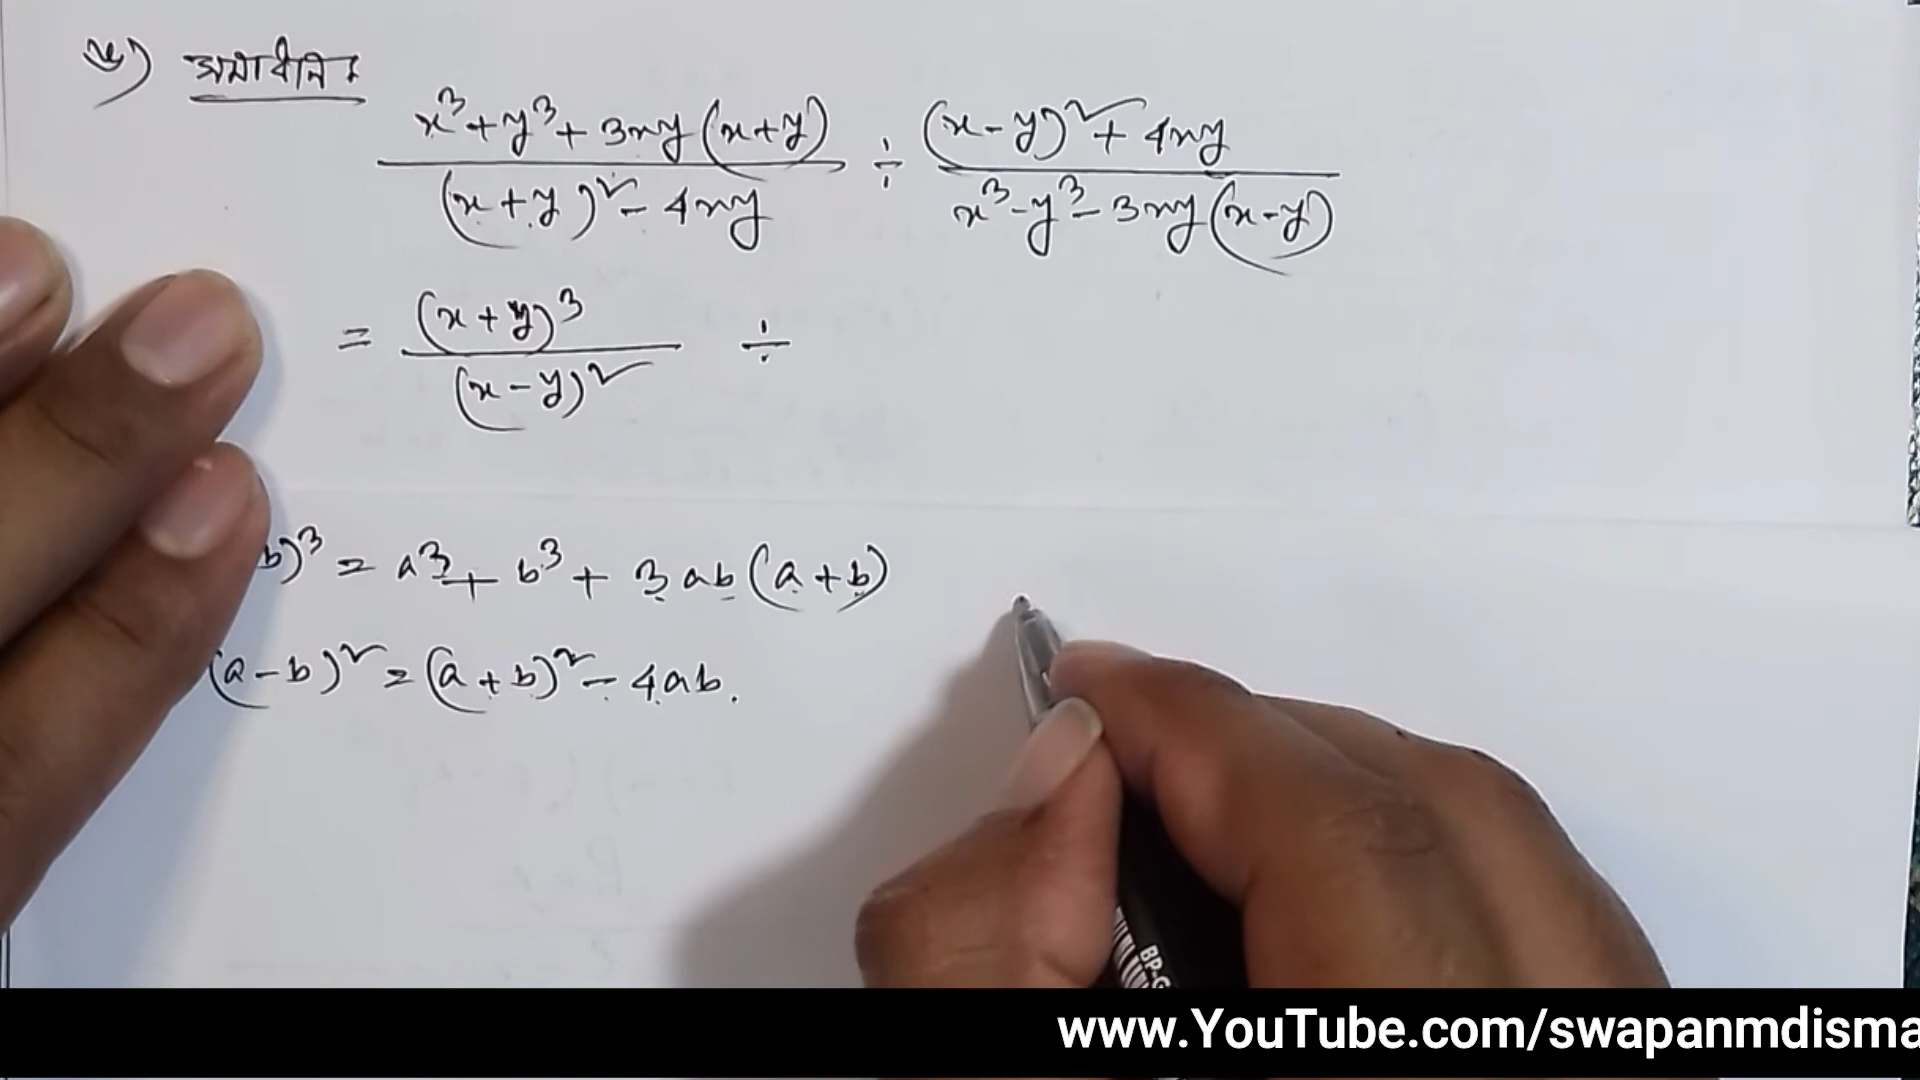 ঙ) সমাধান:
x³+y³+3xy(x+y) / (x+y)²-4xy ÷ (x-y)²+4xy / x³-y³-3xy(x-y)
= (x+y)³ / (x-y)² ÷
b)³ = a³+b³+3ab(a+b)
(a-b)² = (a+b)²-4ab.
BP-G
www.YouTube.com/swapanmdisma